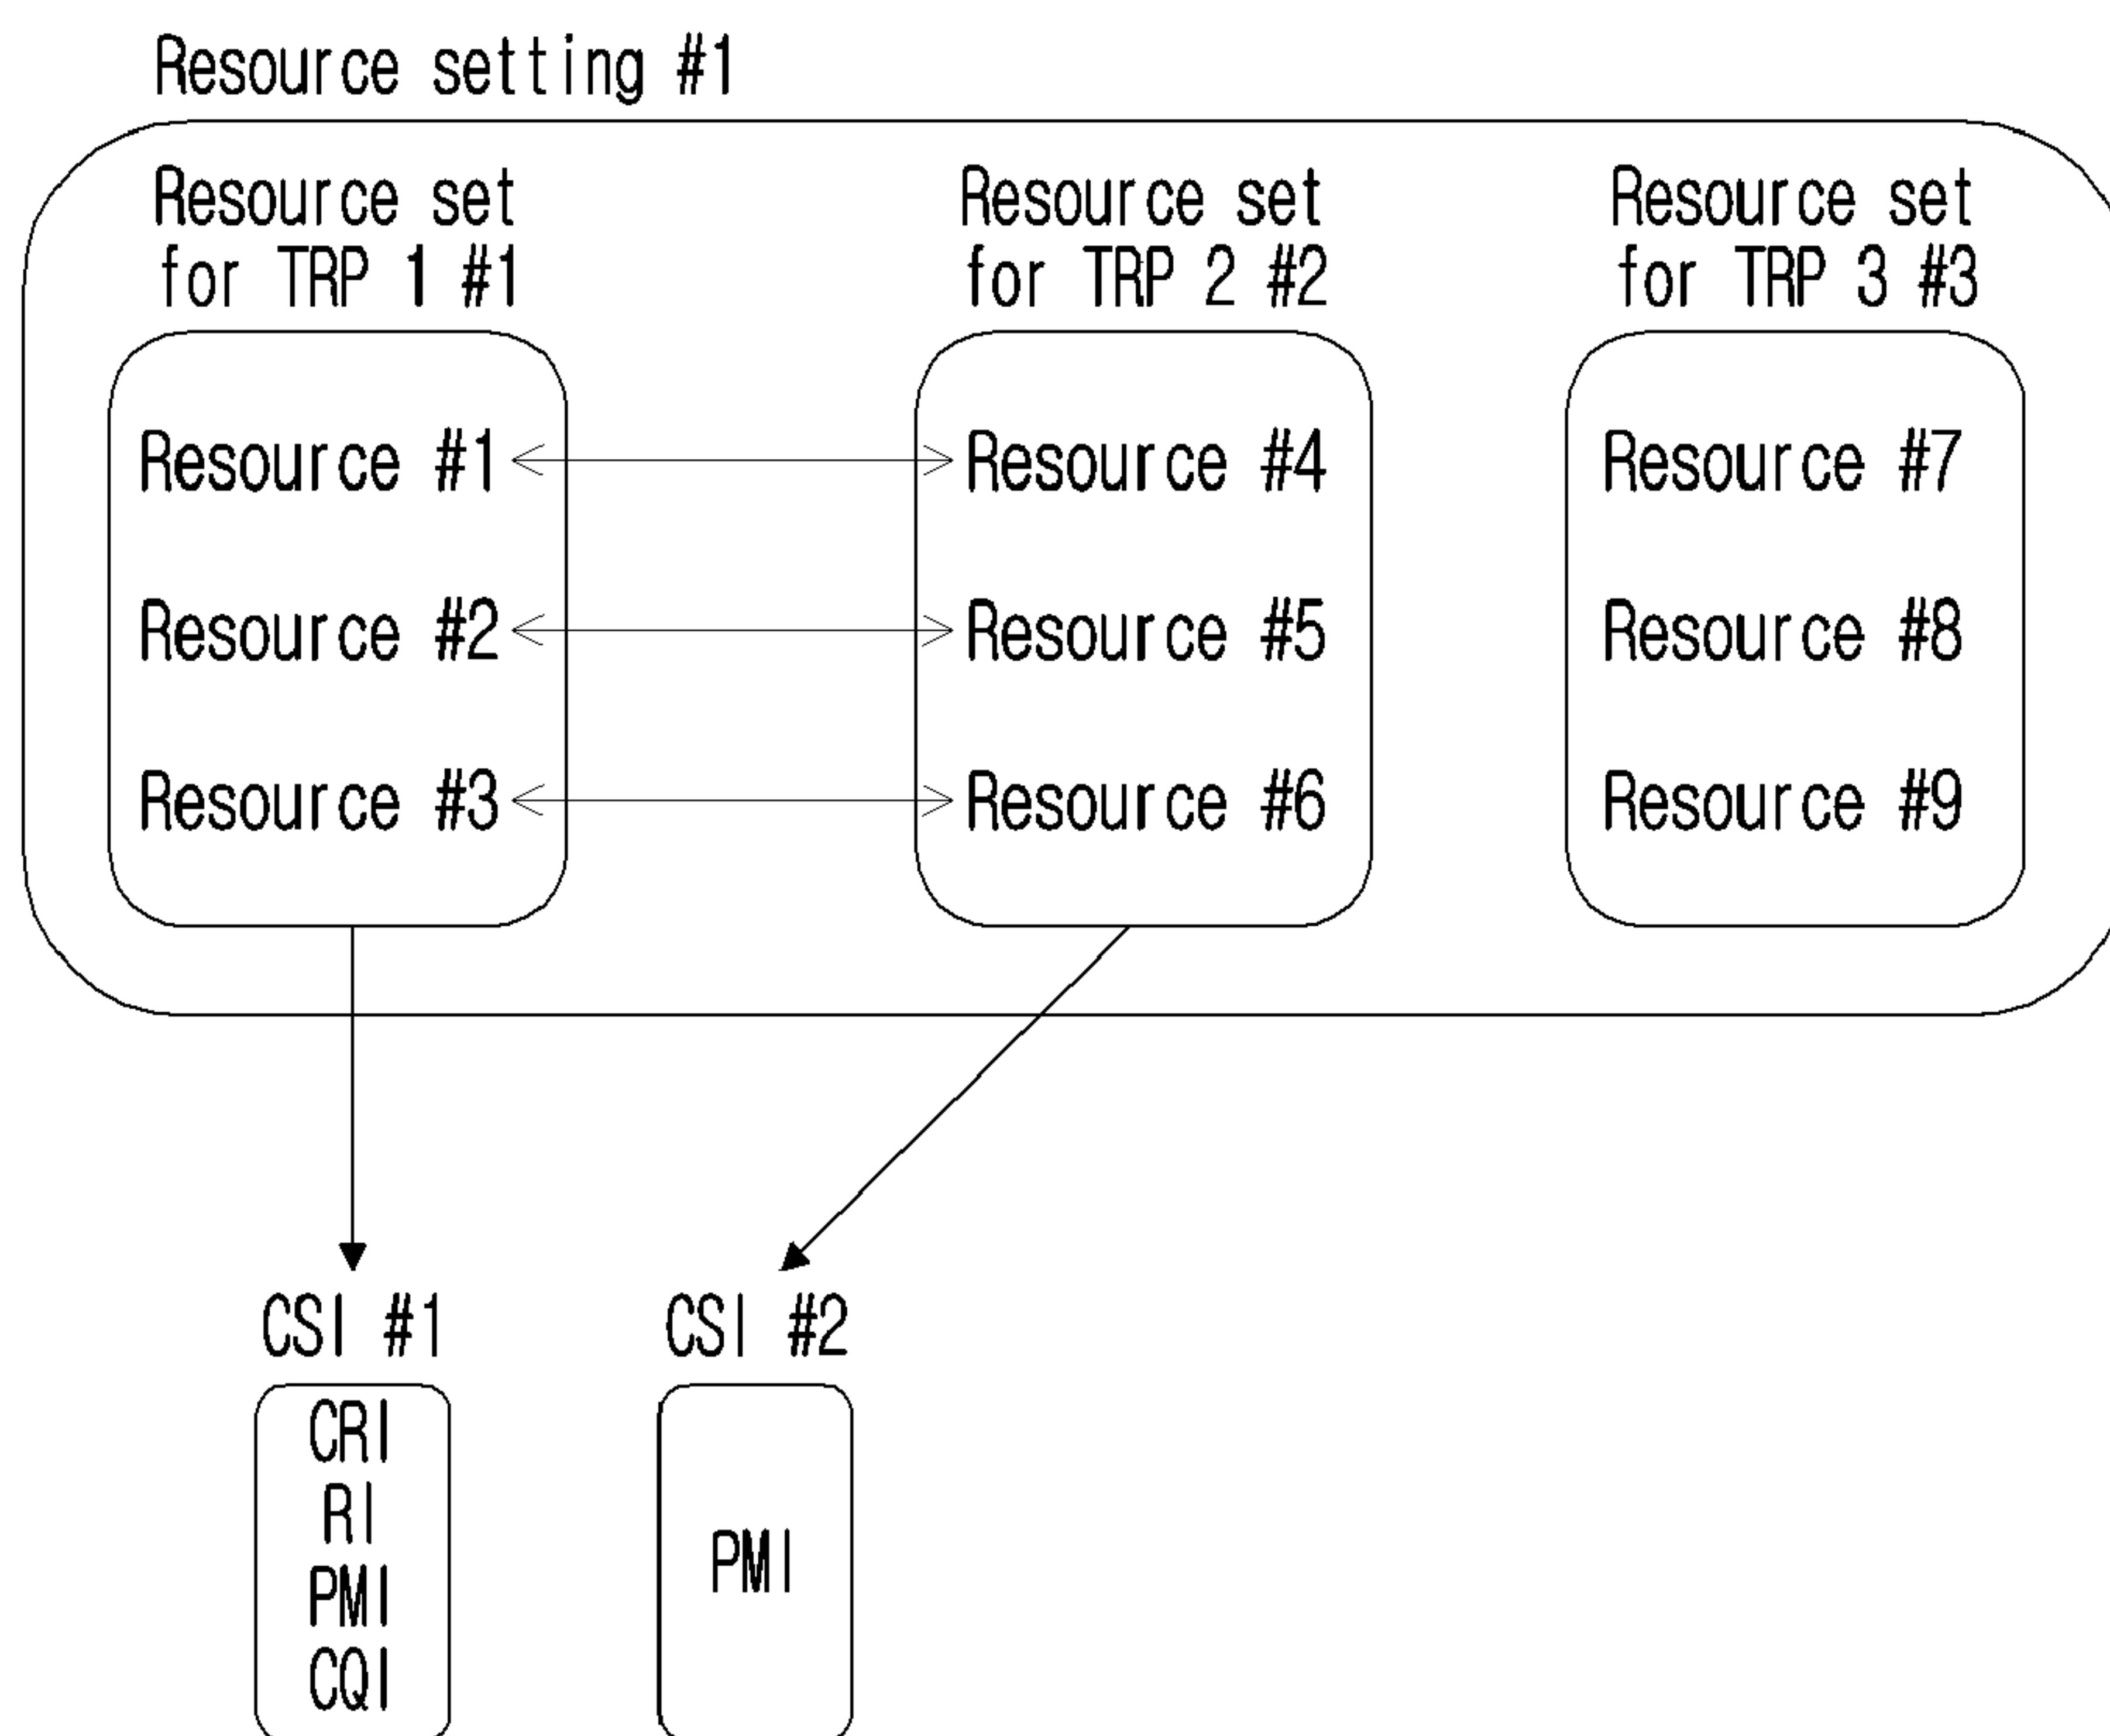 Resource setting #1
Resource set
for TRP 1 #1
Resource set
for TRP 2 #2
Resource set
for TRP 3 #3
Resource #1
Resource #4
Resource #7
Resource #2
Resource #5
Resource #8
Resource #3
Resource #6
Resource #9
CSI #1
CSI #2
CRI
RI
PMI
CQI
PMI